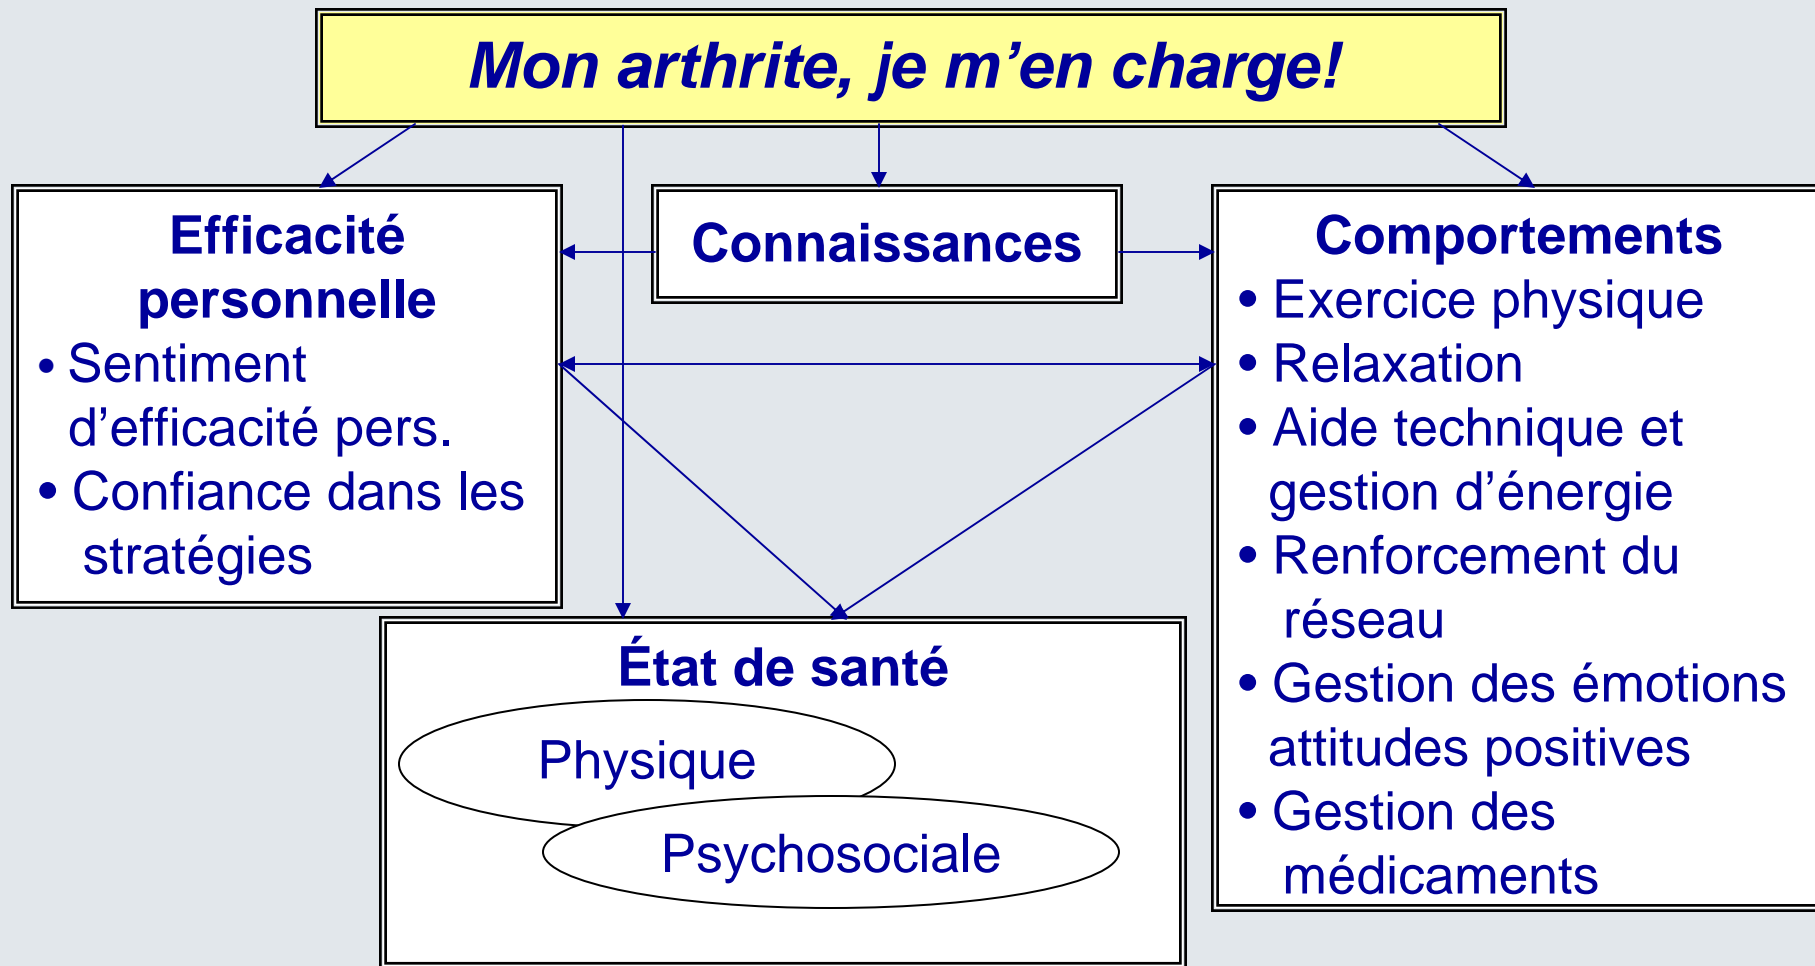 Mon arthrite, je m’en charge!
Efficacité
personnelle
• Sentiment
d’efficacité pers.
• Confiance dans les
stratégies
Connaissances
Comportements
• Exercice physique
• Relaxation
• Aide technique et
gestion d’énergie
• Renforcement du
réseau
• Gestion des émotions
attitudes positives
• Gestion des
médicaments
État de santé
Physique
Psychosociale